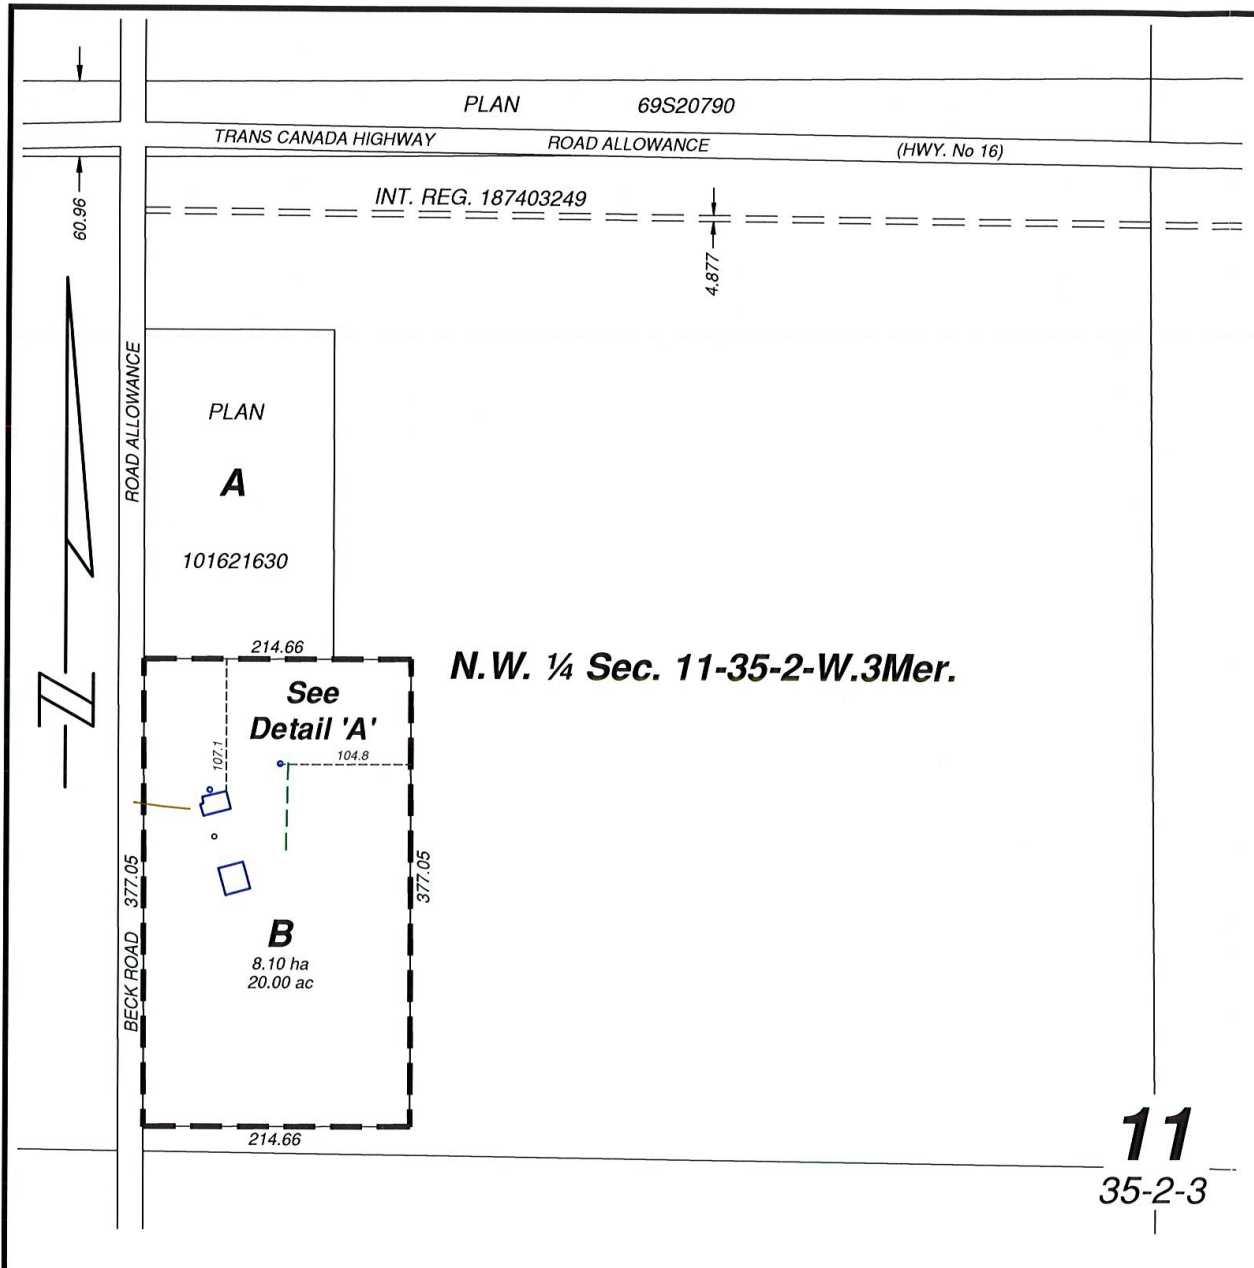 PLAN 69S20790
TRANS CANADA HIGHWAY ROAD ALLOWANCE (HWY. No 16)
INT. REG. 187403249
60.96
4.877
ROAD ALLOWANCE
PLAN
A
101621630
214.66
N.W. ¼ Sec. 11-35-2-W.3Mer.
See
Detail 'A'
107.1
104.8
377.05
377.05
BECK ROAD
B
8.10 ha
20.00 ac
214.66
11
35-2-3